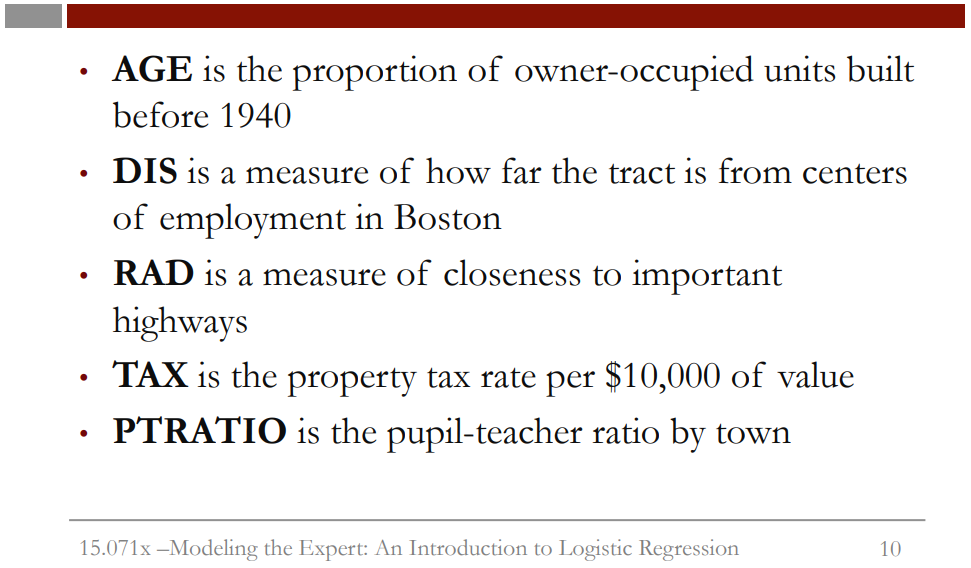 • AGE is the proportion of owner-occupied units built
before 1940
• DIS is a measure of how far the tract is from centers
of employment in Boston
• RAD is a measure of closeness to important
highways
• TAX is the property tax rate per $10,000 of value
• PTRATIO is the pupil-teacher ratio by town
15.071x –Modeling the Expert: An Introduction to Logistic Regression 10